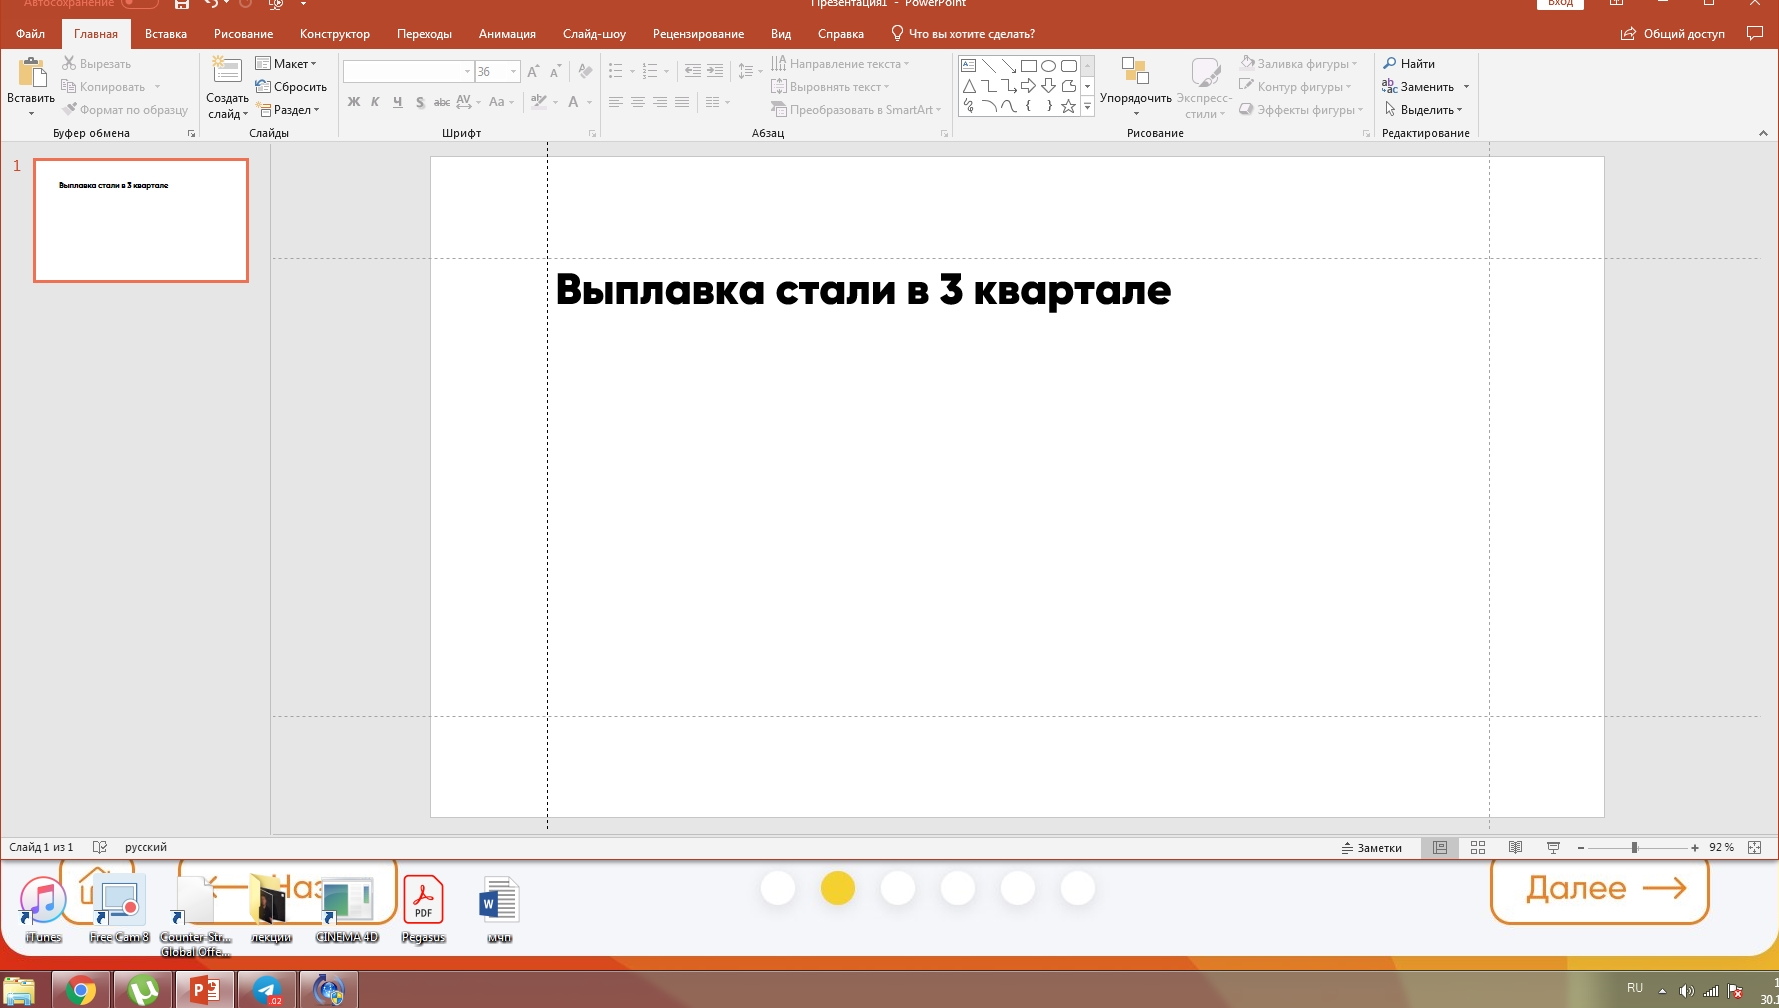 Автосохранение
Презентация1 - PowerPoint
Вход
Файл Главная Вставка Рисование Конструктор Переходы Анимация Слайд-шоу Рецензирование Вид Справка Что вы хотите сделать? Общий доступ
Вставить
Вырезать
Копировать
Формат по образцу
Буфер обмена
Создать слайд
Макет
Сбросить
Раздел
Слайды
36
Ж К Ч S abc AV Aa A
Шрифт
Направление текста
Выровнять текст
Преобразовать в SmartArt
Абзац
Упорядочить
Экспресс-
стили
Заливка фигуры
Контур фигуры
Эффекты фигуры
Рисование
Найти
Заменить
Выделить
Редактирование
1
Выплавка стали в 3 квартале
Выплавка стали в 3 квартале
Слайд 1 из 1 русский Заметки 92 %
Далее
PDF
iTunes Free Cam 8 Counter-Str...
Global Offe... лекции CINEMA 4D Pegasus мчп
.02
RU